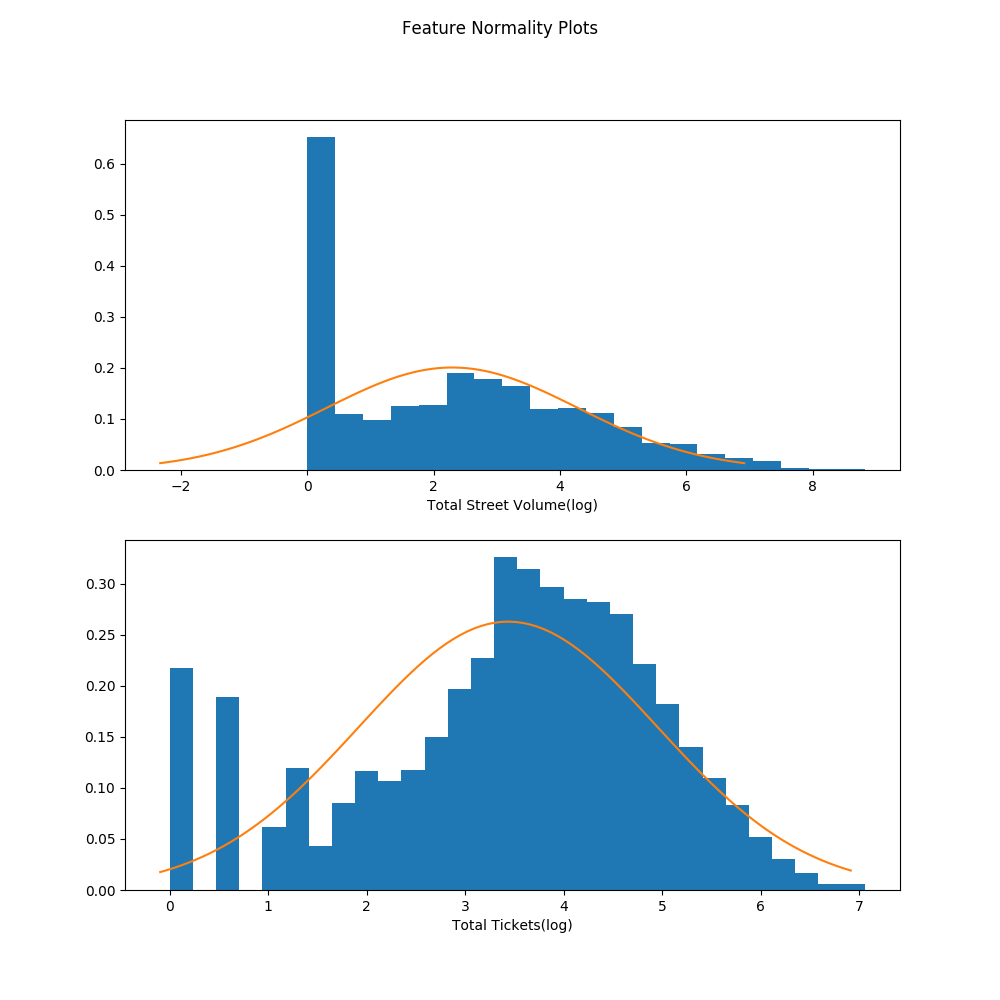 Feature Normality Plots
0.6
0.5
0.4
0.3
0.2
0.1
0.0
−2 0 2 4 6 8
Total Street Volume(log)
0.30
0.25
0.20
0.15
0.10
0.05
0.00
0 1 2 3 4 5 6 7
Total Tickets(log)